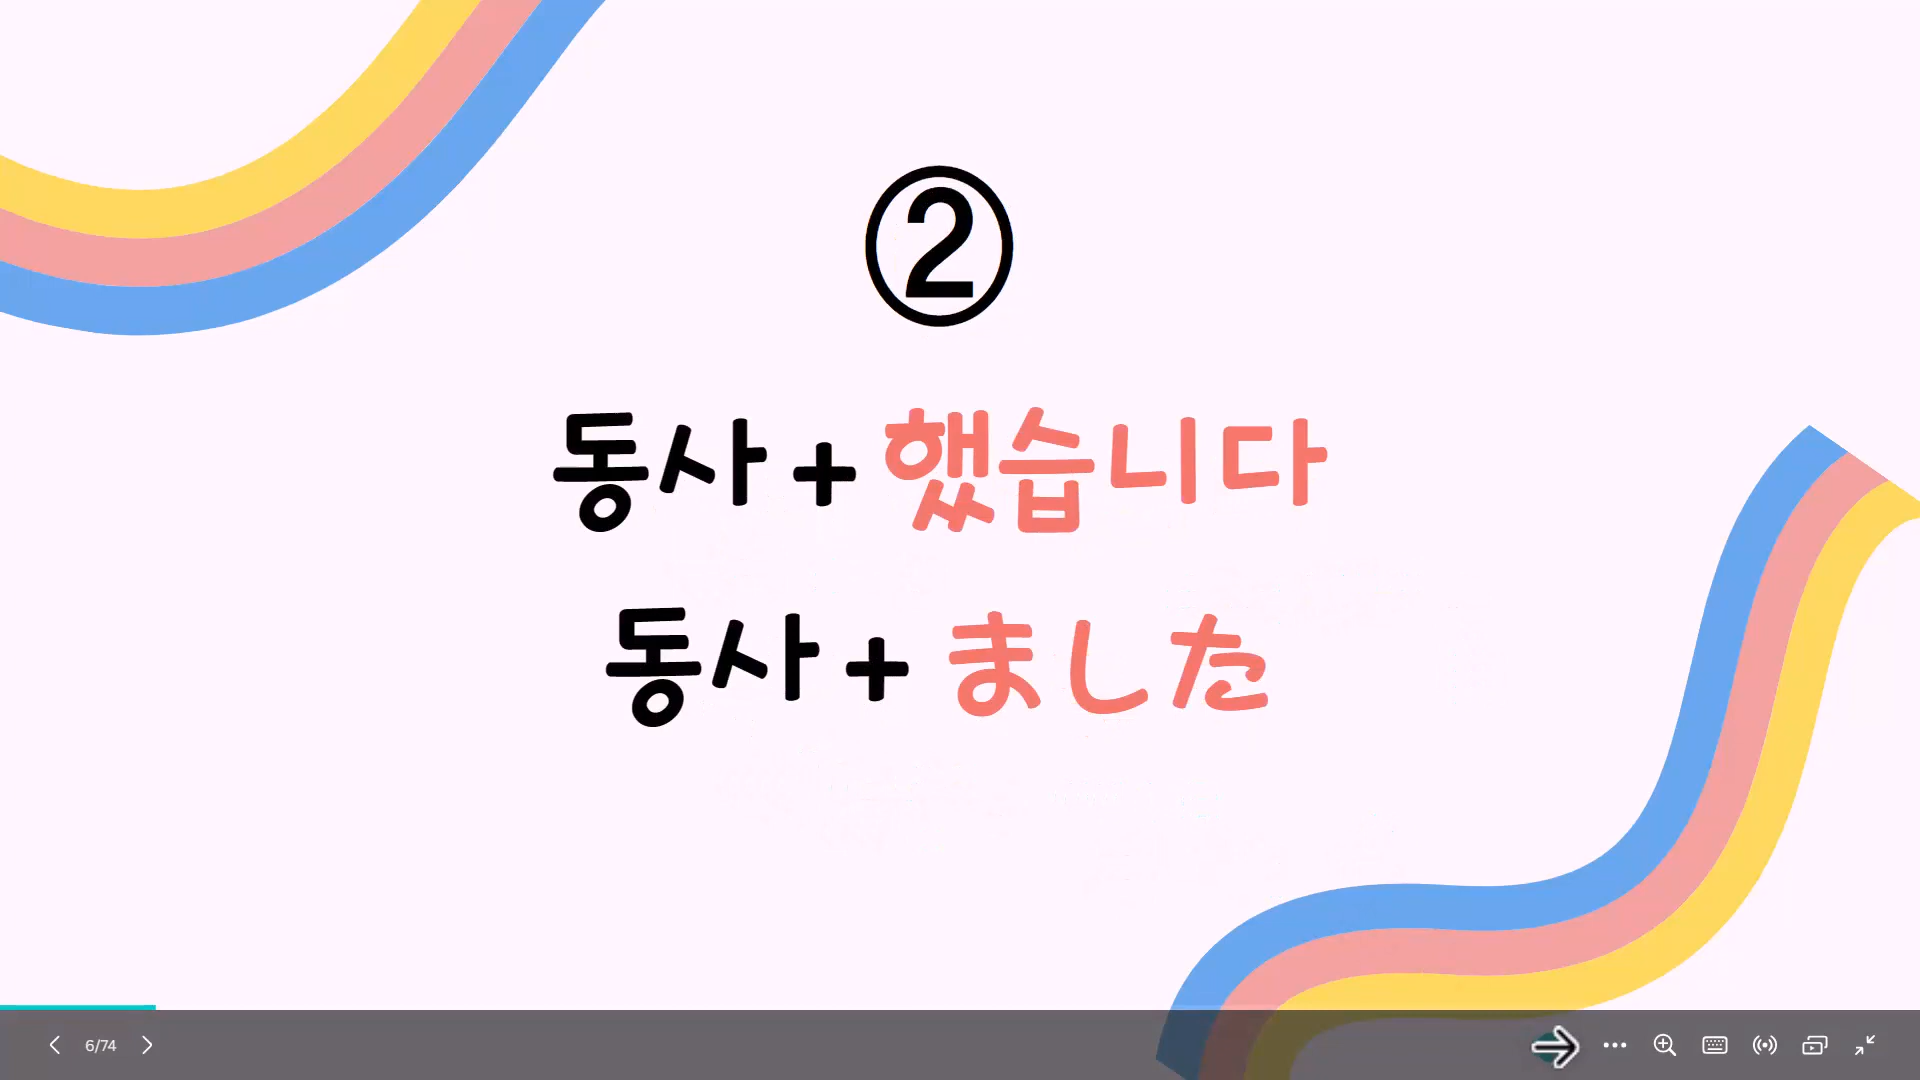 ②
동사 + 했습니다
동사 + ました
6/74